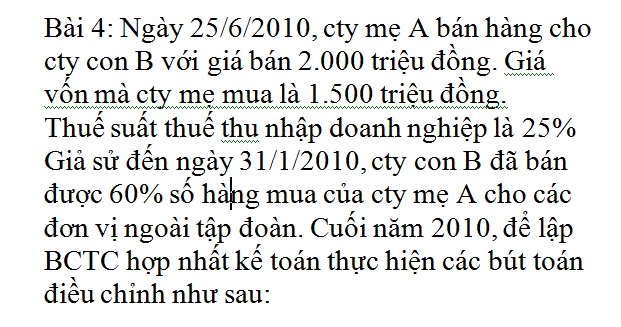 Bài 4: Ngày 25/6/2010, cty mẹ A bán hàng cho
cty con B với giá bán 2.000 triệu đồng. Giá
vốn mà cty mẹ mua là 1.500 triệu đồng.
Thuế suất thuế thu nhập doanh nghiệp là 25%
Giả sử đến ngày 31/1/2010, cty con B đã bán
được 60% số hàng mua của cty mẹ A cho các
đơn vị ngoài tập đoàn. Cuối năm 2010, để lập
BCTC hợp nhất kế toán thực hiện các bút toán
điều chỉnh như sau: